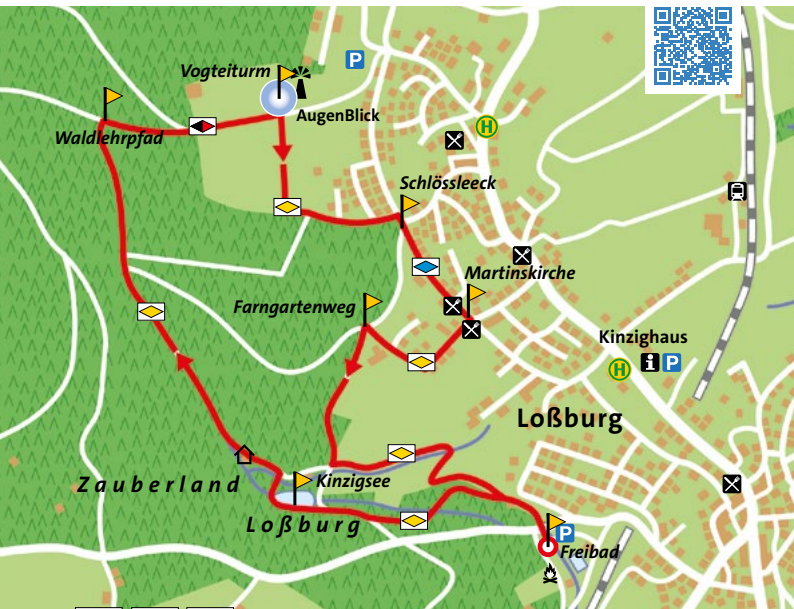 P
Vogteiturm
AugenBlick
Waldlehrpfad
H
Schlössleeck
Martinskirche
Farngartenweg
Kinzighaus
H i P
Loßburg
Zauberland
Kinzigsee
Loßburg
P
Freibad